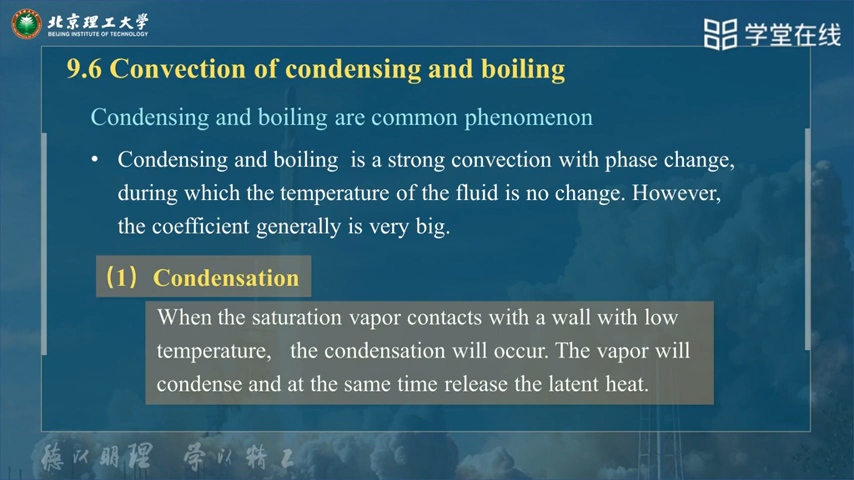 北京理工大学
BEIJING INSTITUTE OF TECHNOLOGY
学堂在线
9.6 Convection of condensing and boiling
Condensing and boiling are common phenomenon
• Condensing and boiling is a strong convection with phase change,
during which the temperature of the fluid is no change. However,
the coefficient generally is very big.
(1) Condensation
When the saturation vapor contacts with a wall with low
temperature, the condensation will occur. The vapor will
condense and at the same time release the latent heat.
德以明理 学以精工